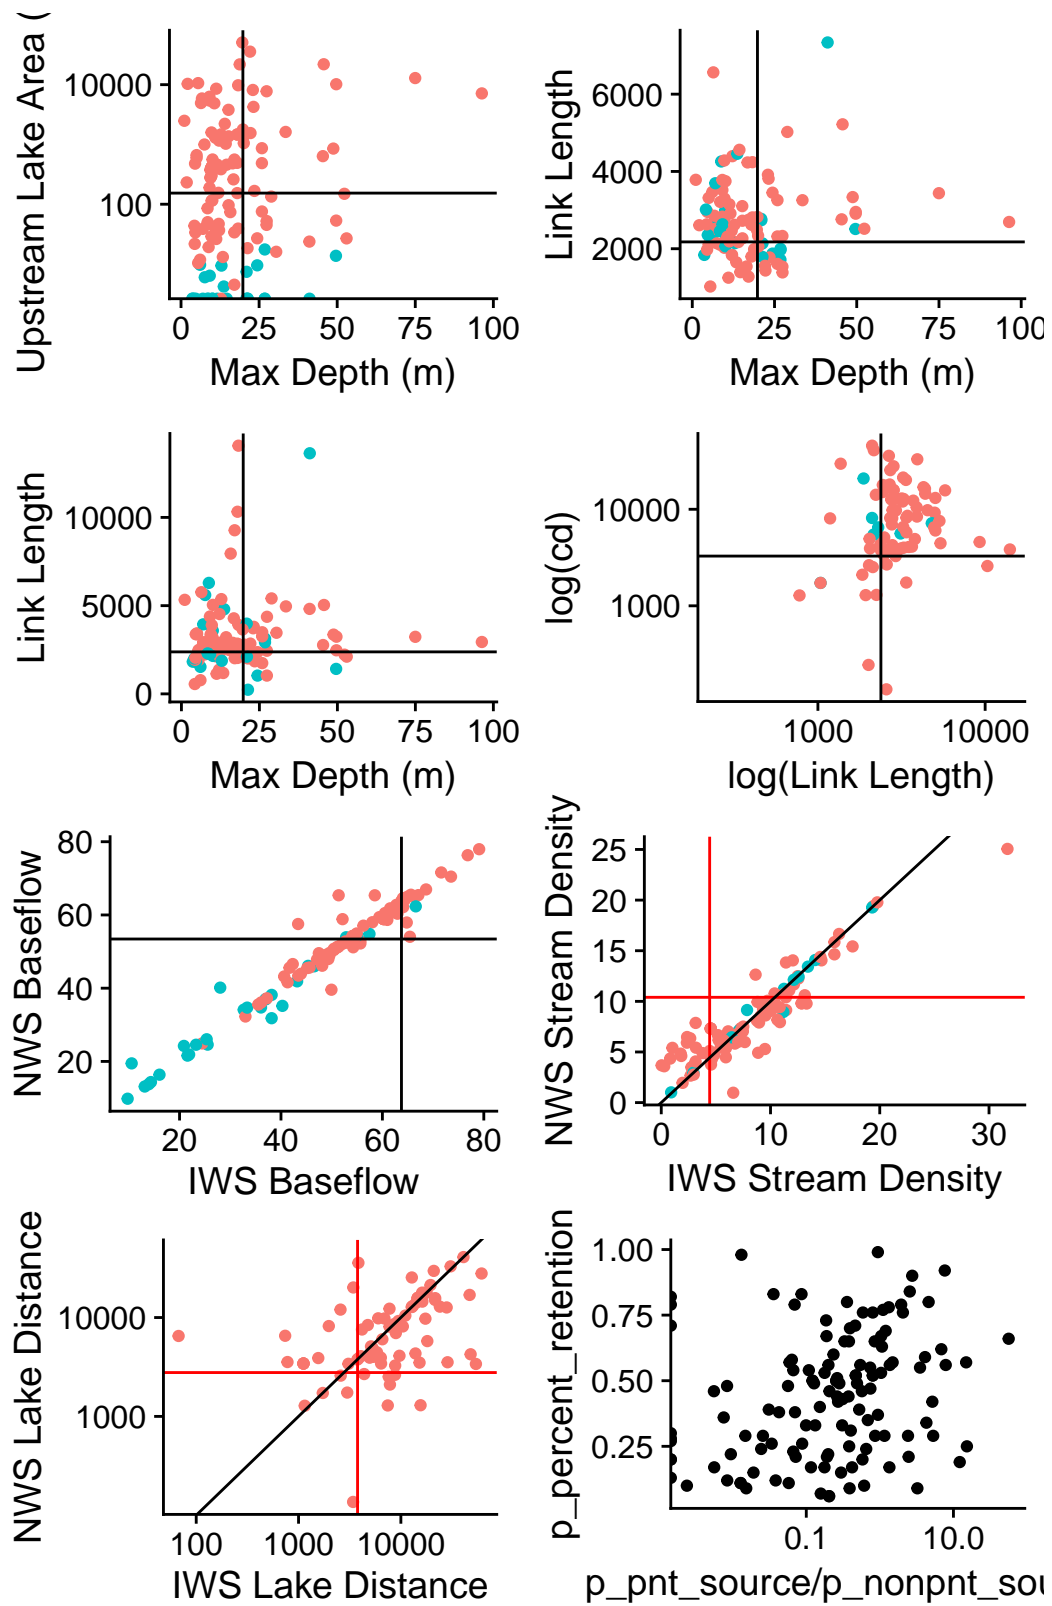 Upstream Lake Area (
10000
100
0 25 50 75 100
Max Depth (m)
Link Length
6000
4000
2000
0 25 50 75 100
Max Depth (m)
Link Length
10000
5000
0
0 25 50 75 100
Max Depth (m)
log(cd)
10000
1000
1000 10000
log(Link Length)
NWS Baseflow
80
60
40
20
20 40 60 80
IWS Baseflow
NWS Stream Density
25
20
15
10
5
0
0 10 20 30
IWS Stream Density
NWS Lake Distance
10000
1000
100 1000 10000
IWS Lake Distance
p_percent_retention
1.00
0.75
0.50
0.25
0.1 10.0
p_pnt_source/p_nonpnt_sou